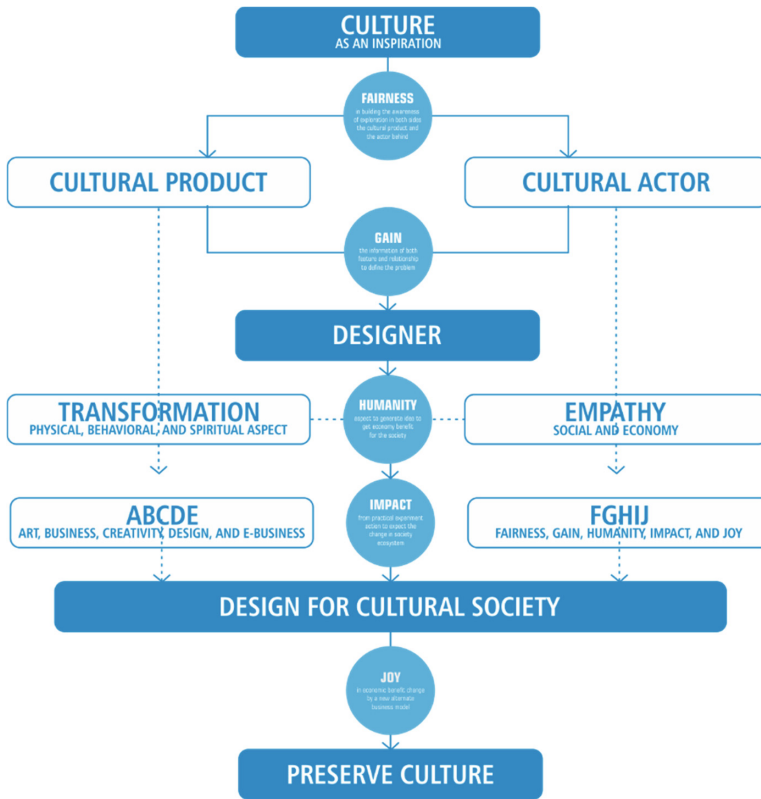 CULTURE
AS AN INSPIRATION
FAIRNESS
in building the awareness
of exploration in both sides
the cultural product and
the actor behind
CULTURAL PRODUCT
CULTURAL ACTOR
GAIN
the information of both
feature and relationship
to define the problem
DESIGNER
TRANSFORMATION
PHYSICAL, BEHAVIORAL, AND SPIRITUAL ASPECT
HUMANITY
aspect to generate idea to
get economy benefit
for the society
EMPATHY
SOCIAL AND ECONOMY
ABCDE
ART, BUSINESS, CREATIVITY, DESIGN, AND E-BUSINESS
IMPACT
from practical experiment
action to expect the
change in society
ecosystem
FGHIJ
FAIRNESS, GAIN, HUMANITY, IMPACT, AND JOY
DESIGN FOR CULTURAL SOCIETY
JOY
in economic benefit change
by a new alternate
business model
PRESERVE CULTURE